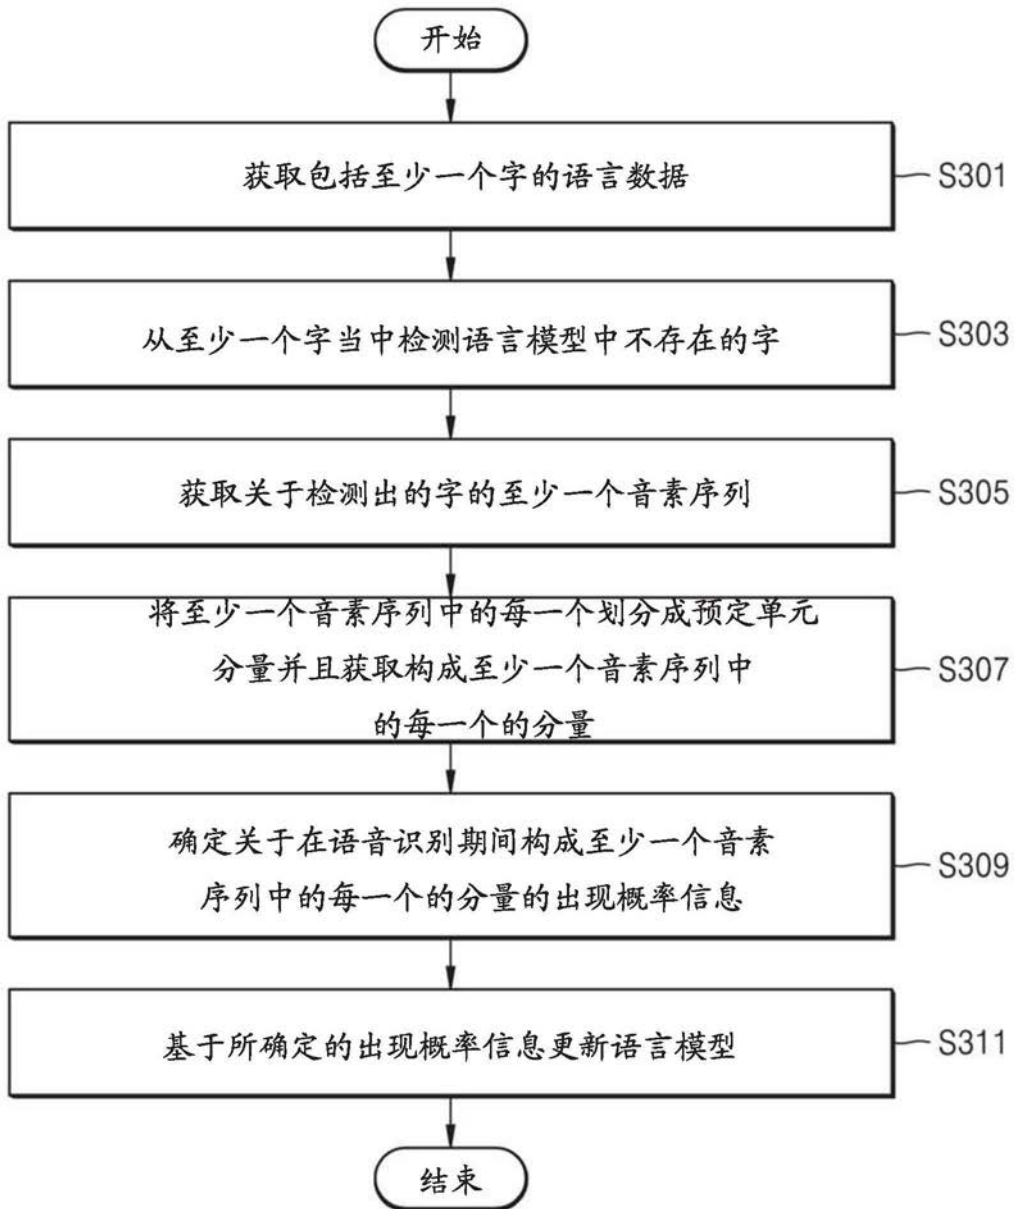 开始
获取包括至少一个字的语言数据
S301
从至少一个字当中检测语言模型中不存在的字
S303
获取关于检测出的字的至少一个音素序列
S305
将至少一个音素序列中的每一个划分成预定单元
分量并且获取构成至少一个音素序列中
的每一个的分量
S307
确定关于在语音识别期间构成至少一个音素
序列中的每一个的分量的出现概率信息
S309
基于所确定的出现概率信息更新语言模型
S311
结束